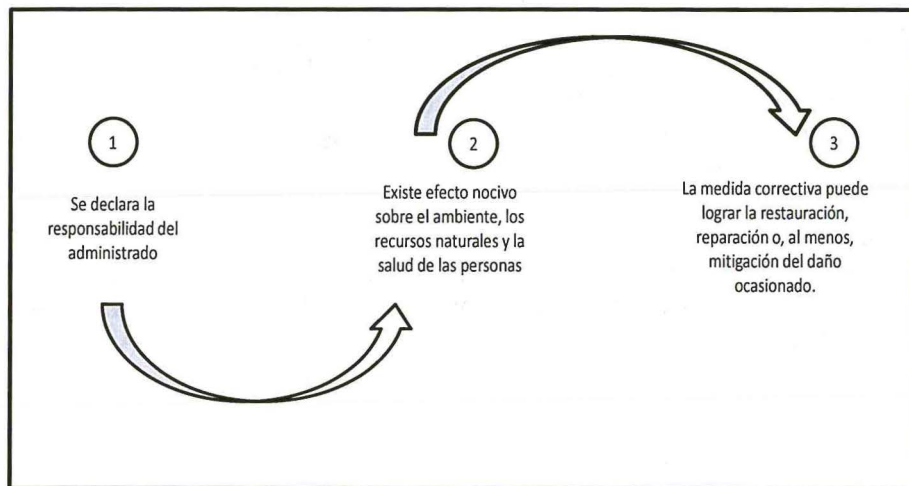 1
Se declara la
responsabilidad del
administrado
2
Existe efecto nocivo
sobre el ambiente, los
recursos naturales y la
salud de las personas
3
La medida correctiva puede
lograr la restauración,
reparación o, al menos,
mitigación del daño
ocasionado.